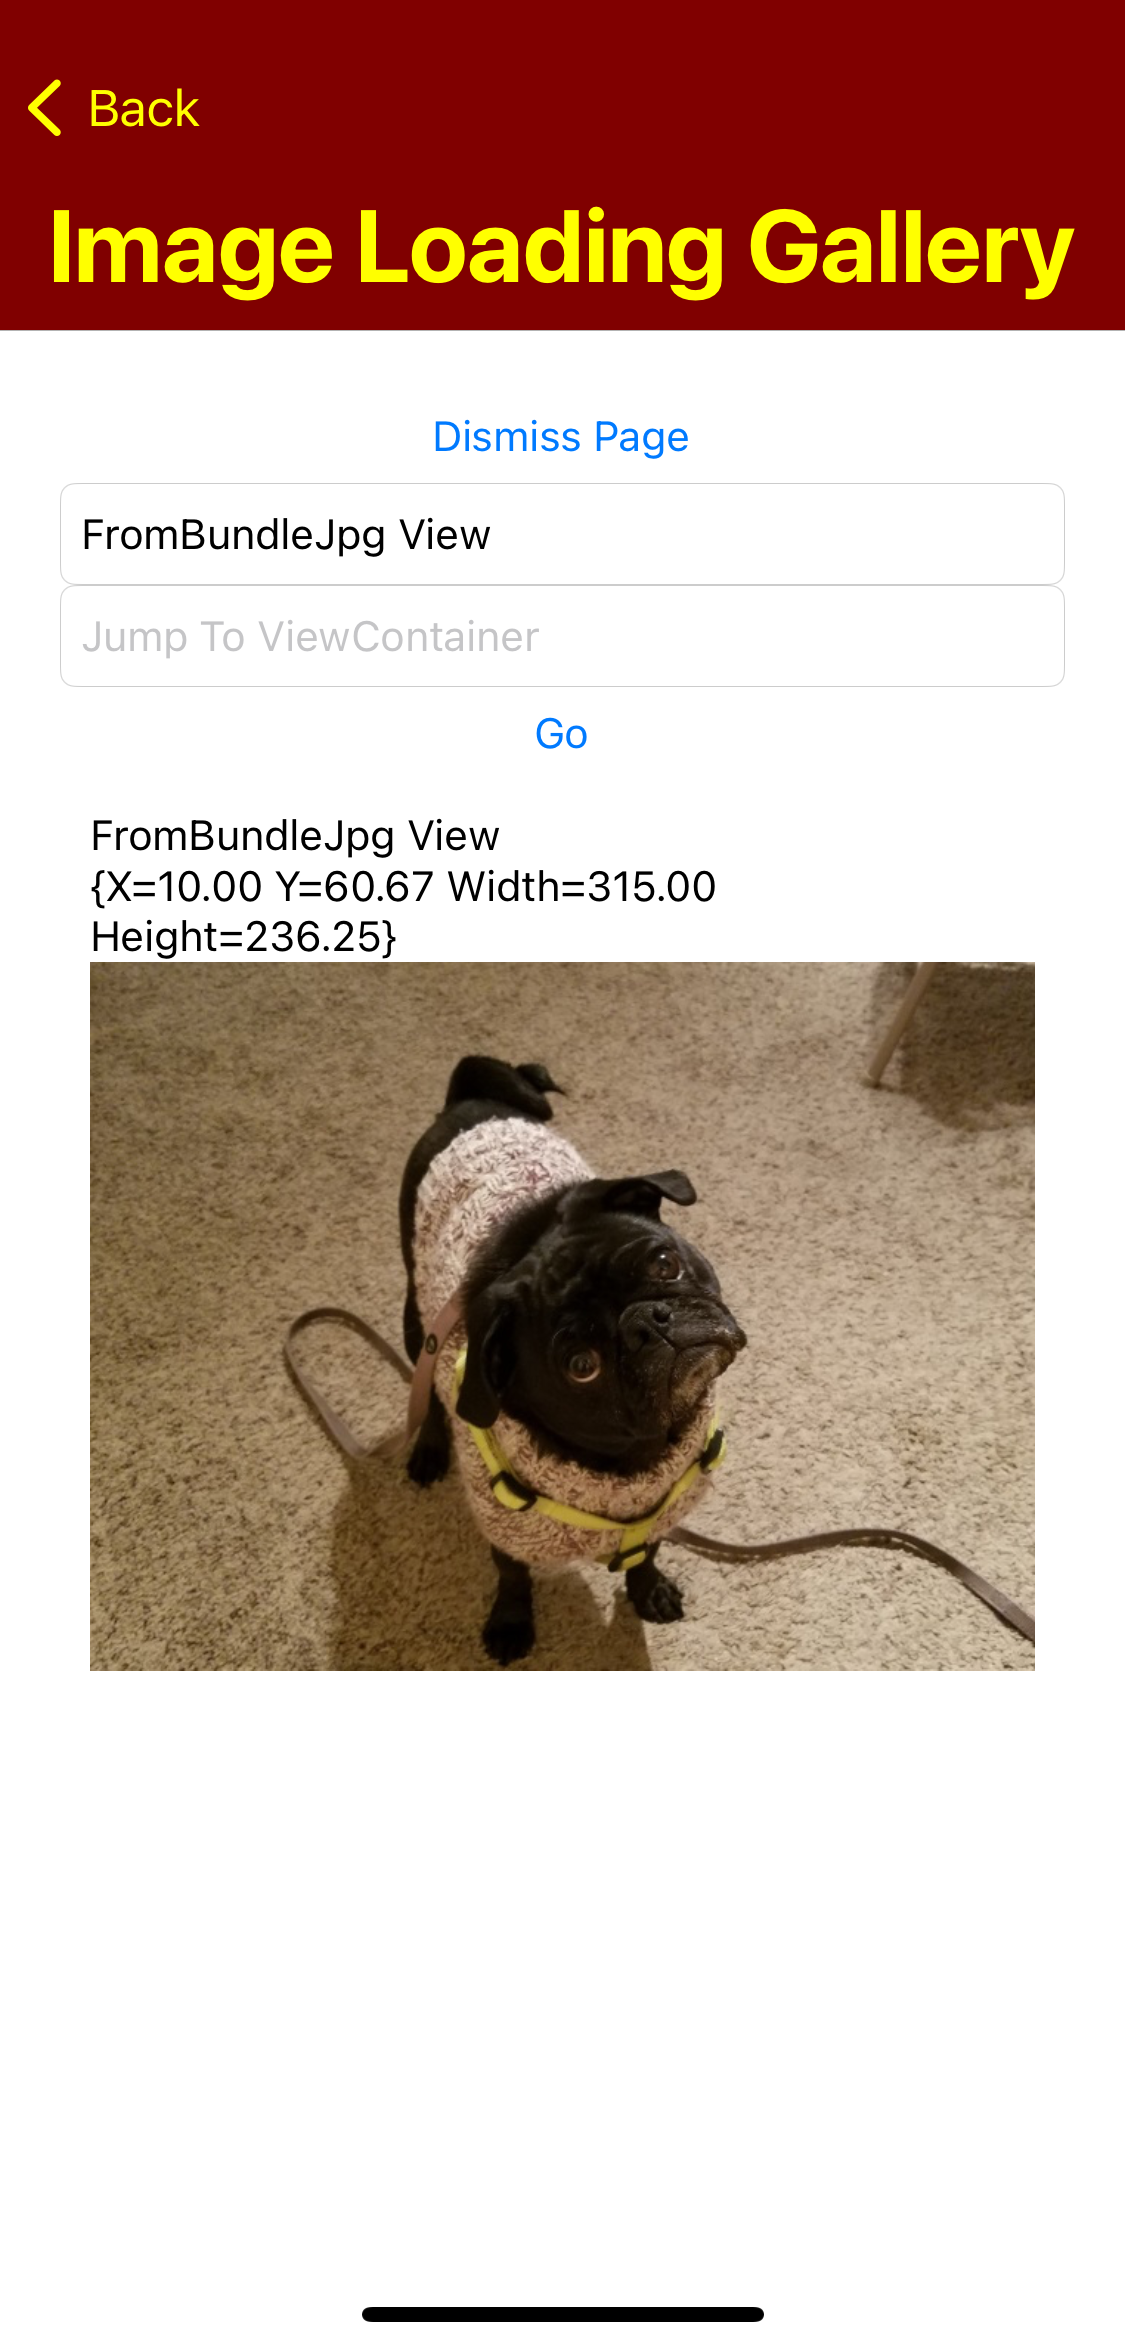 Back
Image Loading Gallery
Dismiss Page
FromBundleJpg View
Jump To ViewContainer
Go
FromBundleJpg View
{X=10.00 Y=60.67 Width=315.00
Height=236.25}